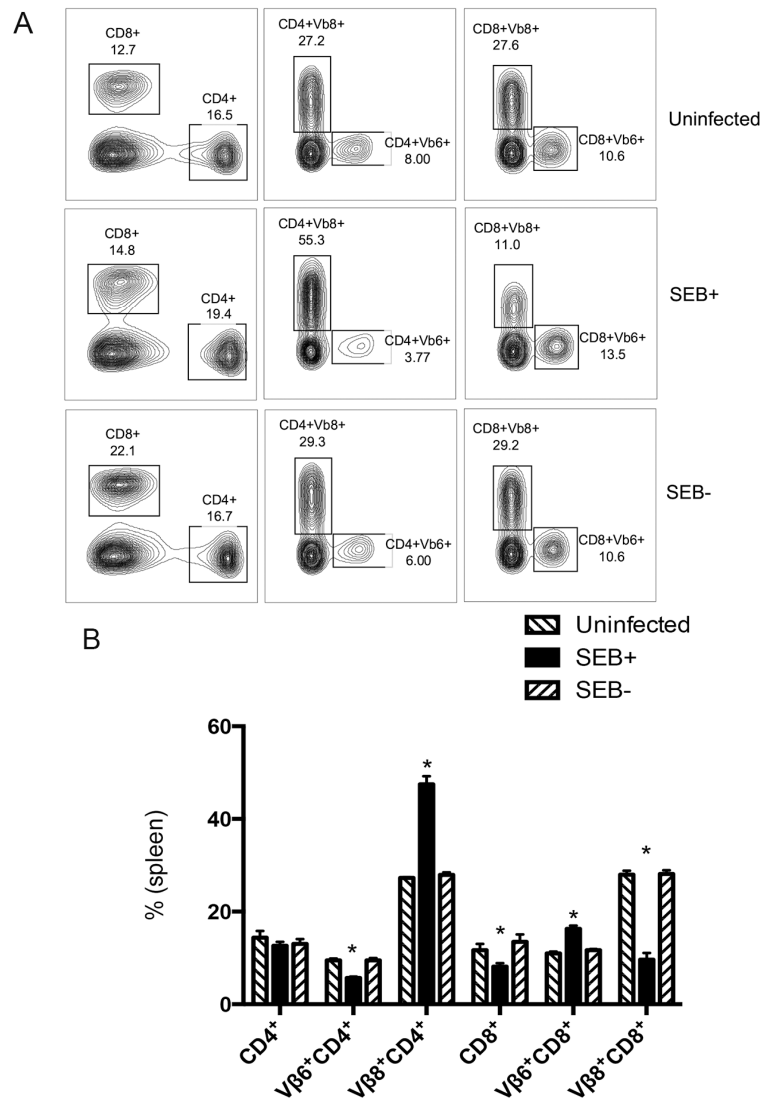 A
CD8+
12.7
CD4+
16.5
CD4+Vb8+
27.2
CD4+Vb6+
8.00
CD8+Vb8+
27.6
CD8+Vb6+
10.6
Uninfected
CD8+
14.8
CD4+
19.4
CD4+Vb8+
55.3
CD4+Vb6+
3.77
CD8+Vb8+
11.0
CD8+Vb6+
13.5
SEB+
CD8+
22.1
CD4+
16.7
CD4+Vb8+
29.3
CD4+Vb6+
6.00
CD8+Vb8+
29.2
CD8+Vb6+
10.6
SEB-
B
Uninfected
SEB+
SEB-
% (spleen)
60
40
20
0
*
*
*
*
*
CD4⁺
Vβ6⁺CD4⁺
Vβ8⁺CD4⁺
CD8⁺
Vβ6⁺CD8⁺
Vβ8⁺CD8⁺